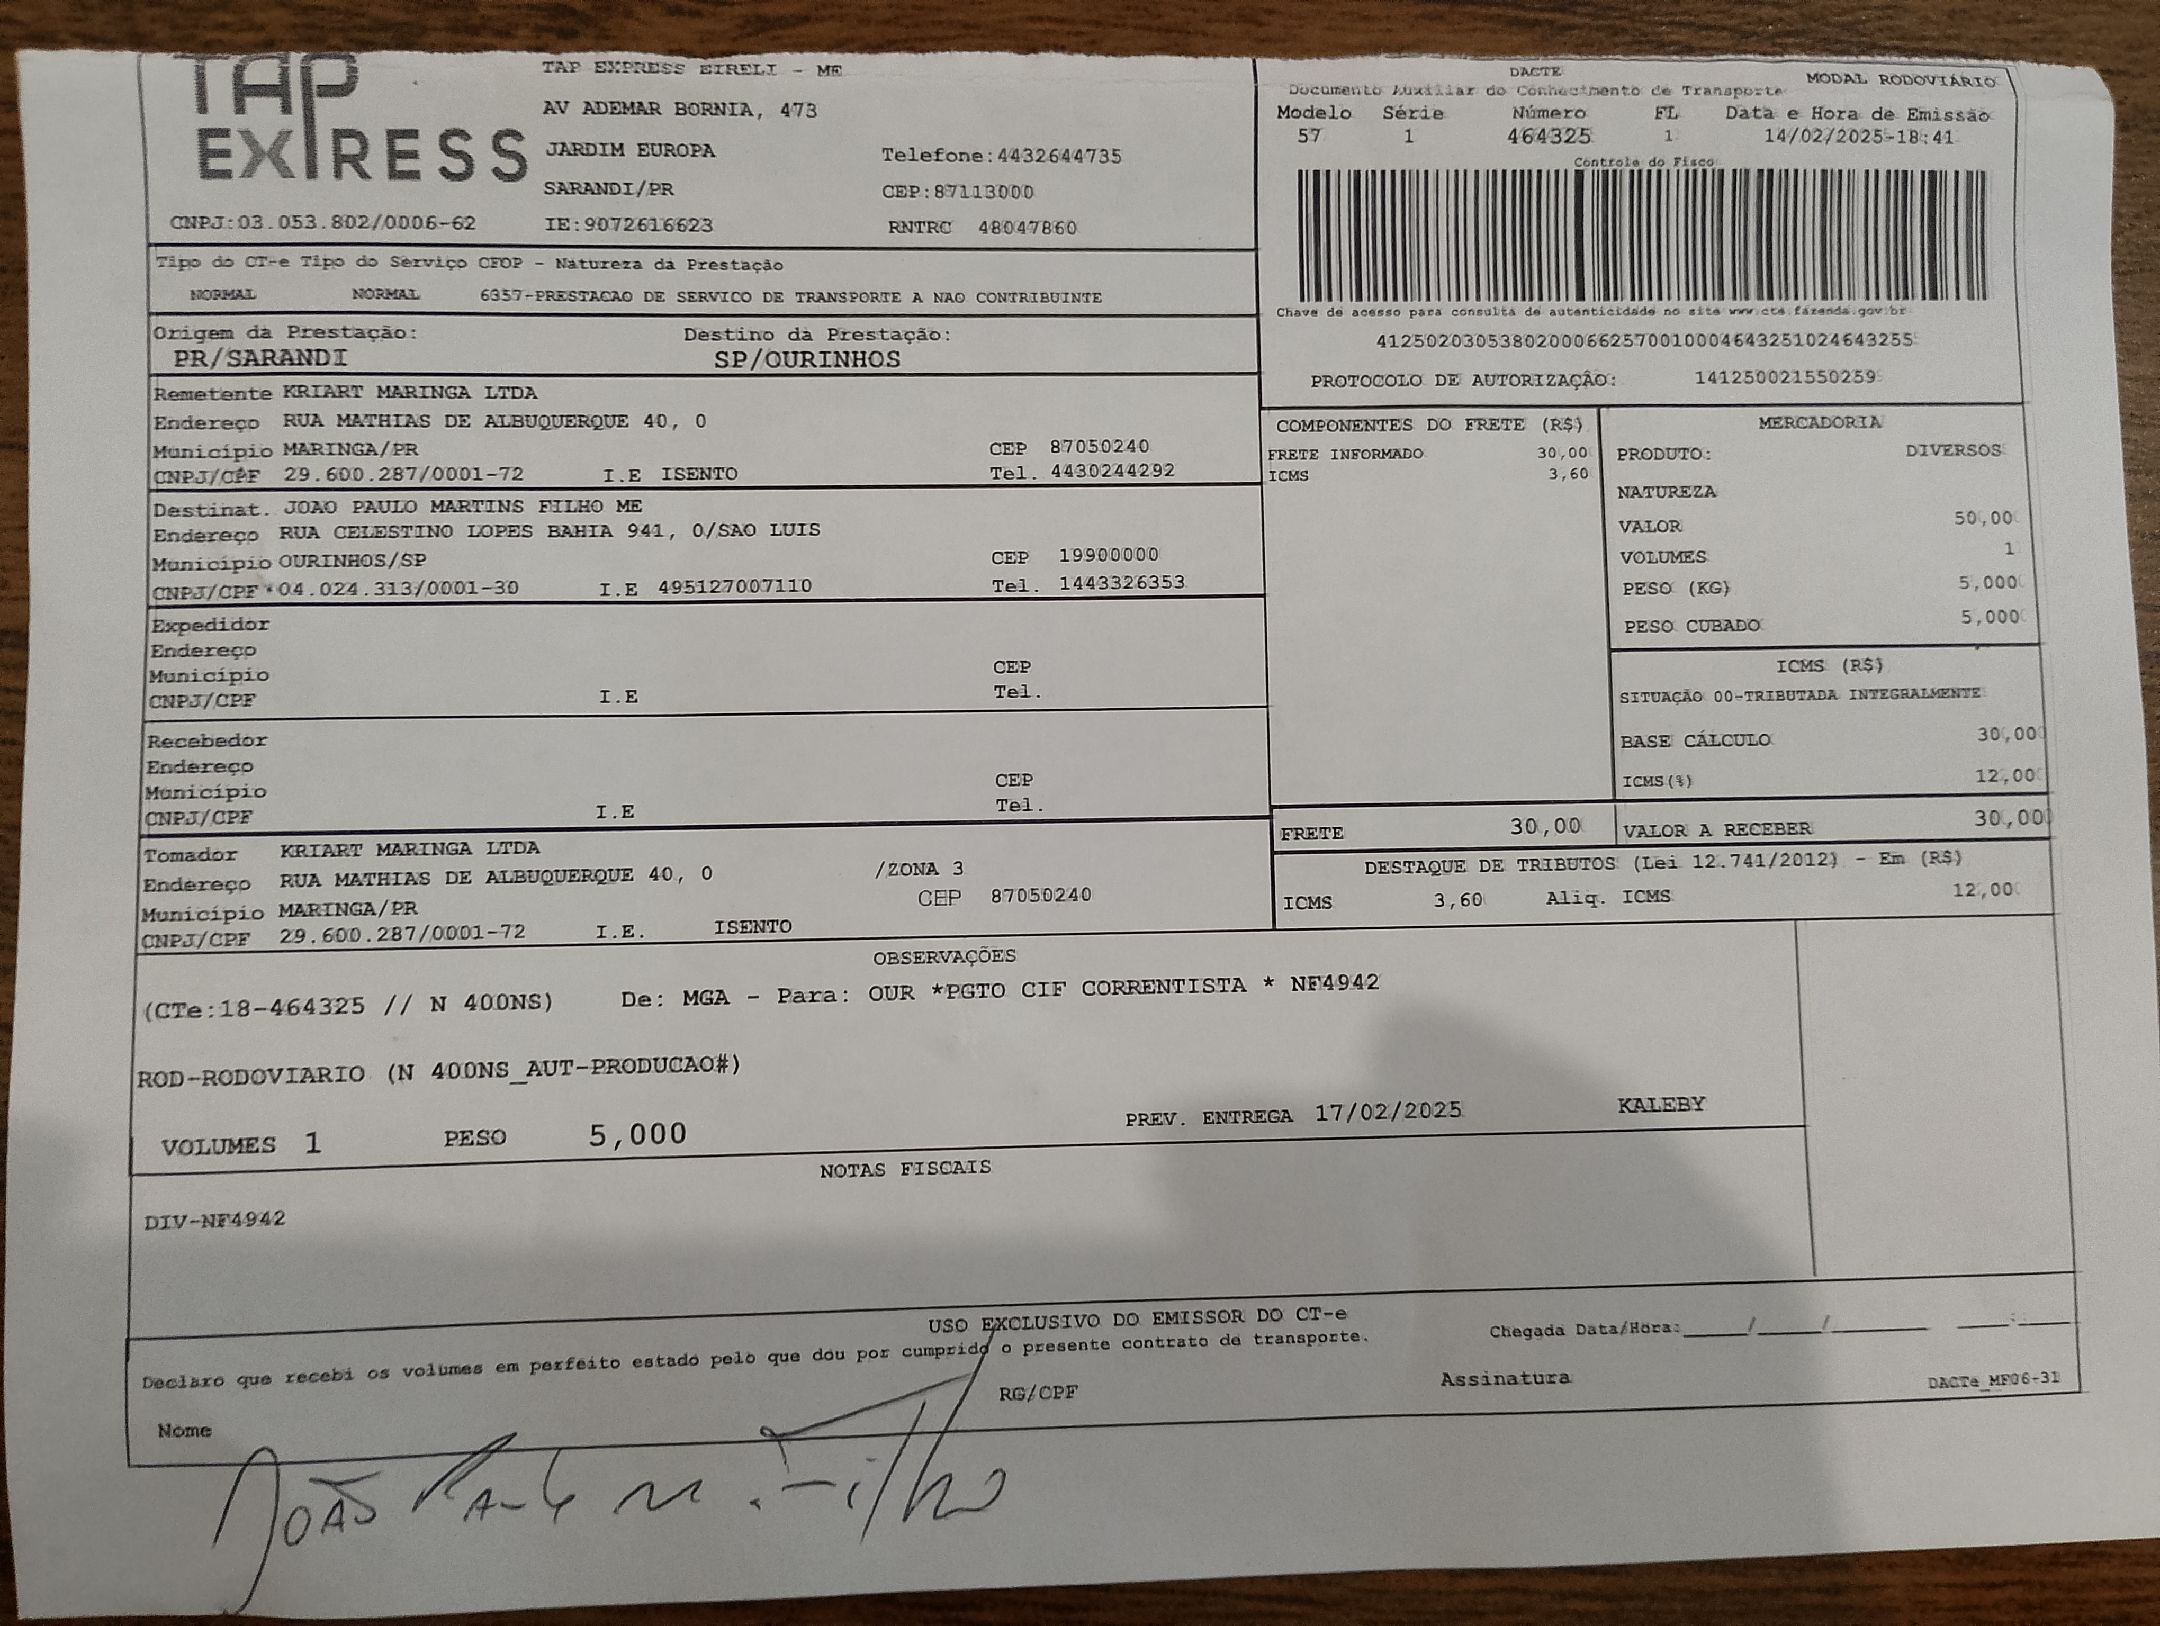 TAP EXPRESS
TAP EXPRESS EIRELI - ME
AV ADEMAR BORNIA, 473
JARDIM EUROPA
Telefone:4432644735
SARANDI/PR
CEP:87113000
CNPJ:03.053.802/0006-62
IE:9072616623
RNTRC 48047860
DACTE
MODAL RODOVIÁRIO
Documento Auxiliar do Conhecimento de Transporte
Modelo Série Número FL Data e Hora de Emissão
57 1 464325 1 14/02/2025-18:41
Controle do Fisco
Chave de acesso para consulta de autenticidade no site www.cte.fazenda.gov.br
41250203053802000662570010004643251024643255
PROTOCOLO DE AUTORIZAÇÂO: 141250021550259
Tipo do CT-e Tipo do Serviço CFOP - Natureza da Prestação
NORMAL NORMAL 6357-PRESTACAO DE SERVICO DE TRANSPORTE A NAO CONTRIBUINTE
Origem da Prestação: Destino da Prestação:
PR/SARANDI SP/OURINHOS
Remetente KRIART MARINGA LTDA
Endereço RUA MATHIAS DE ALBUQUERQUE 40, 0
Município MARINGA/PR CEP 87050240
CNPJ/CPF 29.600.287/0001-72 I.E ISENTO Tel. 4430244292
Destinat. JOAO PAULO MARTINS FILHO ME
Endereço RUA CELESTINO LOPES BAHIA 941, 0/SAO LUIS
Município OURINHOS/SP CEP 19900000
CNPJ/CPF 04.024.313/0001-30 I.E 495127007110 Tel. 1443326353
Expedidor
Endereço
Município CEP
CNPJ/CPF I.E Tel.
Recebedor
Endereço
Município CEP
CNPJ/CPF I.E Tel.
Tomador KRIART MARINGA LTDA
Endereço RUA MATHIAS DE ALBUQUERQUE 40, 0 /ZONA 3
Município MARINGA/PR CEP 87050240
CNPJ/CPF 29.600.287/0001-72 I.E. ISENTO
COMPONENTES DO FRETE (R$)
FRETE INFORMADO 30,00
ICMS 3,60
MERCADORIA
PRODUTO: DIVERSOS
NATUREZA
VALOR 50,00
VOLUMES 1
PESO (KG) 5,000
PESO CUBADO 5,000
ICMS (R$)
SITUAÇÃO 00-TRIBUTADA INTEGRALMENTE
BASE CÁLCULO 30,00
ICMS(%) 12,00
FRETE 30,00 VALOR A RECEBER 30,00
DESTAQUE DE TRIBUTOS (Lei 12.741/2012) - Em (R$)
ICMS 3,60 Aliq. ICMS 12,00
OBSERVAÇÕES
(CTe:18-464325 // N 400NS) De: MGA - Para: OUR *PGTO CIF CORRENTISTA * NF4942
ROD-RODOVIARIO (N 400NS_AUT-PRODUCAO#)
VOLUMES 1 PESO 5,000 PREV. ENTREGA 17/02/2025 KALEBY
NOTAS FISCAIS
DIV-NF4942
USO EXCLUSIVO DO EMISSOR DO CT-e
Declaro que recebi os volumes em perfeito estado pelo que dou por cumprido o presente contrato de transporte.
Chegada Data/Hora:____/____/______ ___:___
Nome RG/CPF Assinatura DACTe_MF06-31
João Paulo M. Filho